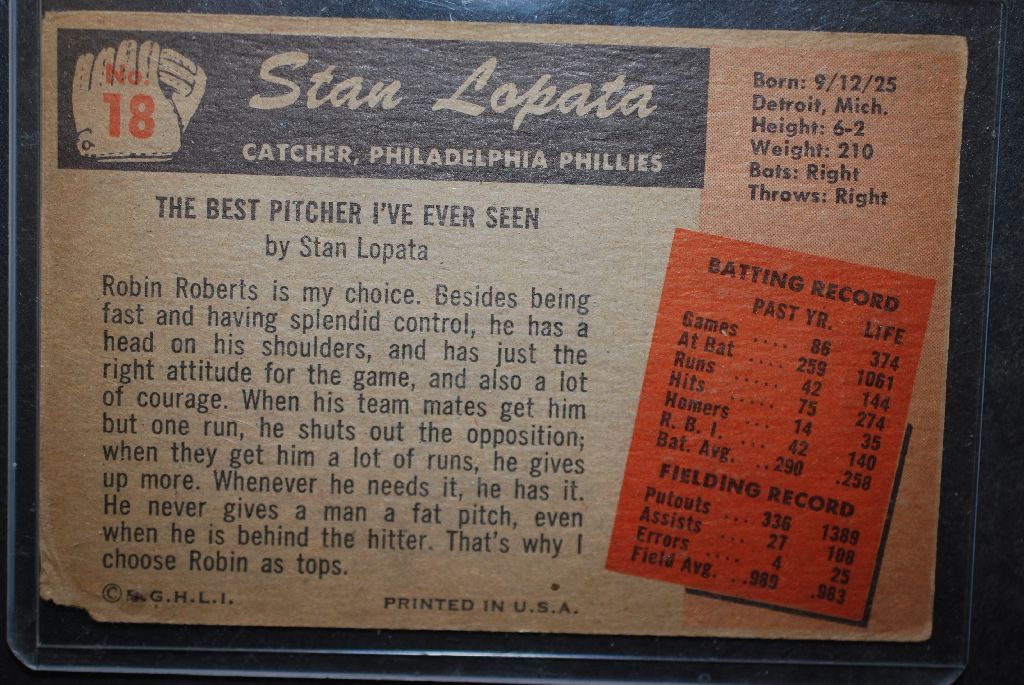 No.
18
Stan Lopata
CATCHER, PHILADELPHIA PHILLIES
Born: 9/12/25
Detroit, Mich.
Height: 6-2
Weight: 210
Bats: Right
Throws: Right
THE BEST PITCHER I'VE EVER SEEN
by Stan Lopata
Robin Roberts is my choice. Besides being
fast and having splendid control, he has a
head on his shoulders, and has just the
right attitude for the game, and also a lot
of courage. When his team mates get him
but one run, he shuts out the opposition;
when they get him a lot of runs, he gives
up more. Whenever he needs it, he has it.
He never gives a man a fat pitch, even
when he is behind the hitter. That's why I
choose Robin as tops.
BATTING RECORD
PAST YR. LIFE
Games .... 86 374
At Bat .... 259 1061
Runs ..... 42 144
Hits ..... 75 274
Homers ... 14 35
R. B. I. ... 42 140
Bat. Avg. ..290 .258
FIELDING RECORD
Putouts ... 336 1389
Assists ... 27 108
Errors .... 4 25
Field Avg. ..989 .983
© G.H.L.I.
PRINTED IN U.S.A.